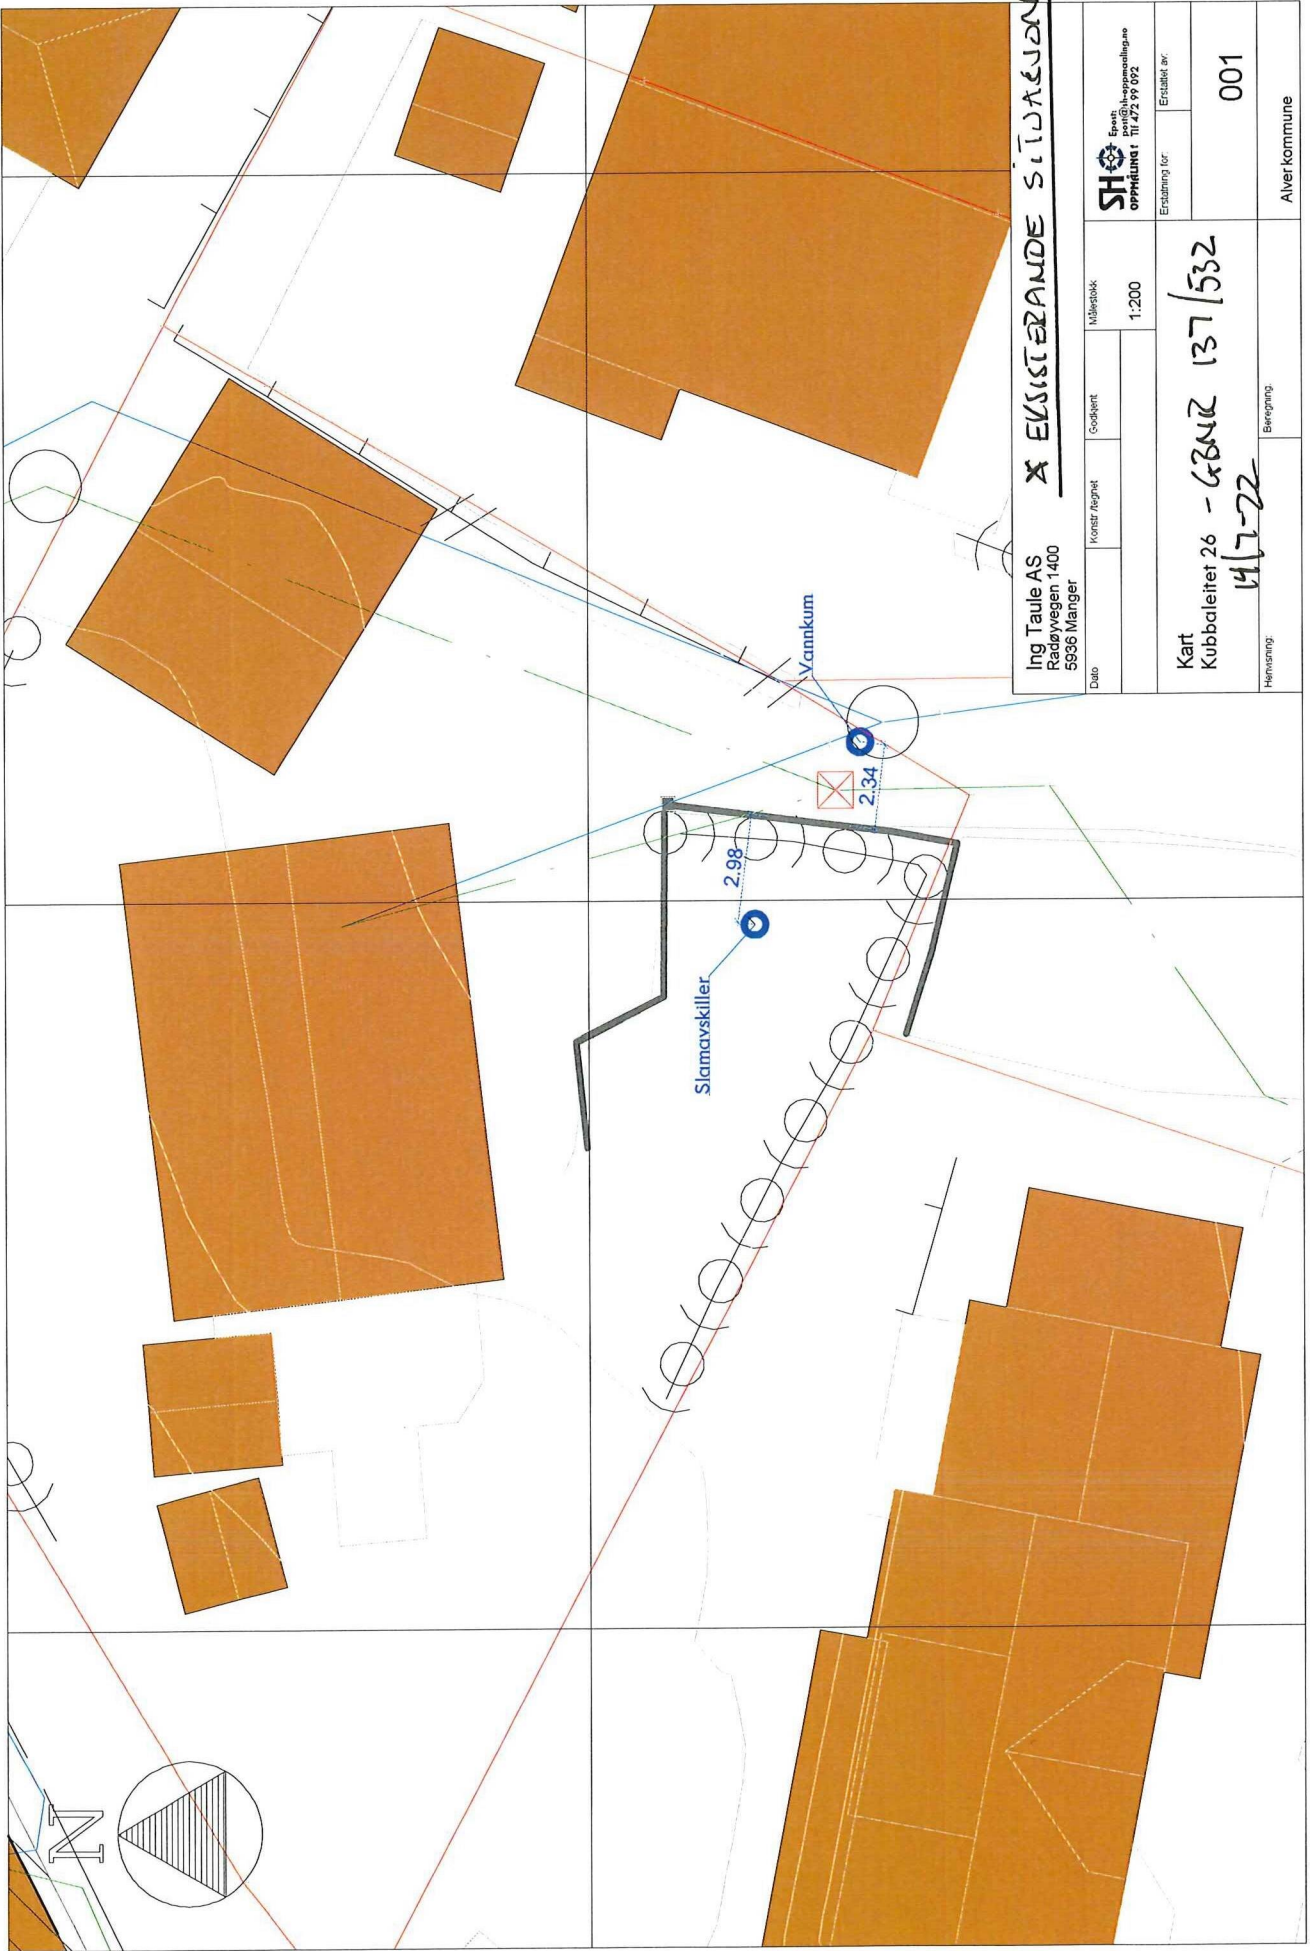 N
Slamavskiller
2.98
Vannkum
2.34
Ing Taule AS
Radøyvegen 1400
5936 Manger
X EKSISTERANDE SITUASJON
Dato
Konstr./tegnet
Godkjent
Målestokk
1:200
SH
OPPMÅLING
Epost:
post@sh-oppmaaling.no
Tlf 472 99 092
Kart
Kubbaleitet 26 - GBNR 137/532
14/7-22
Erstatning for:
Erstattet av:
001
Henvisning:
Beregning:
Alver kommune